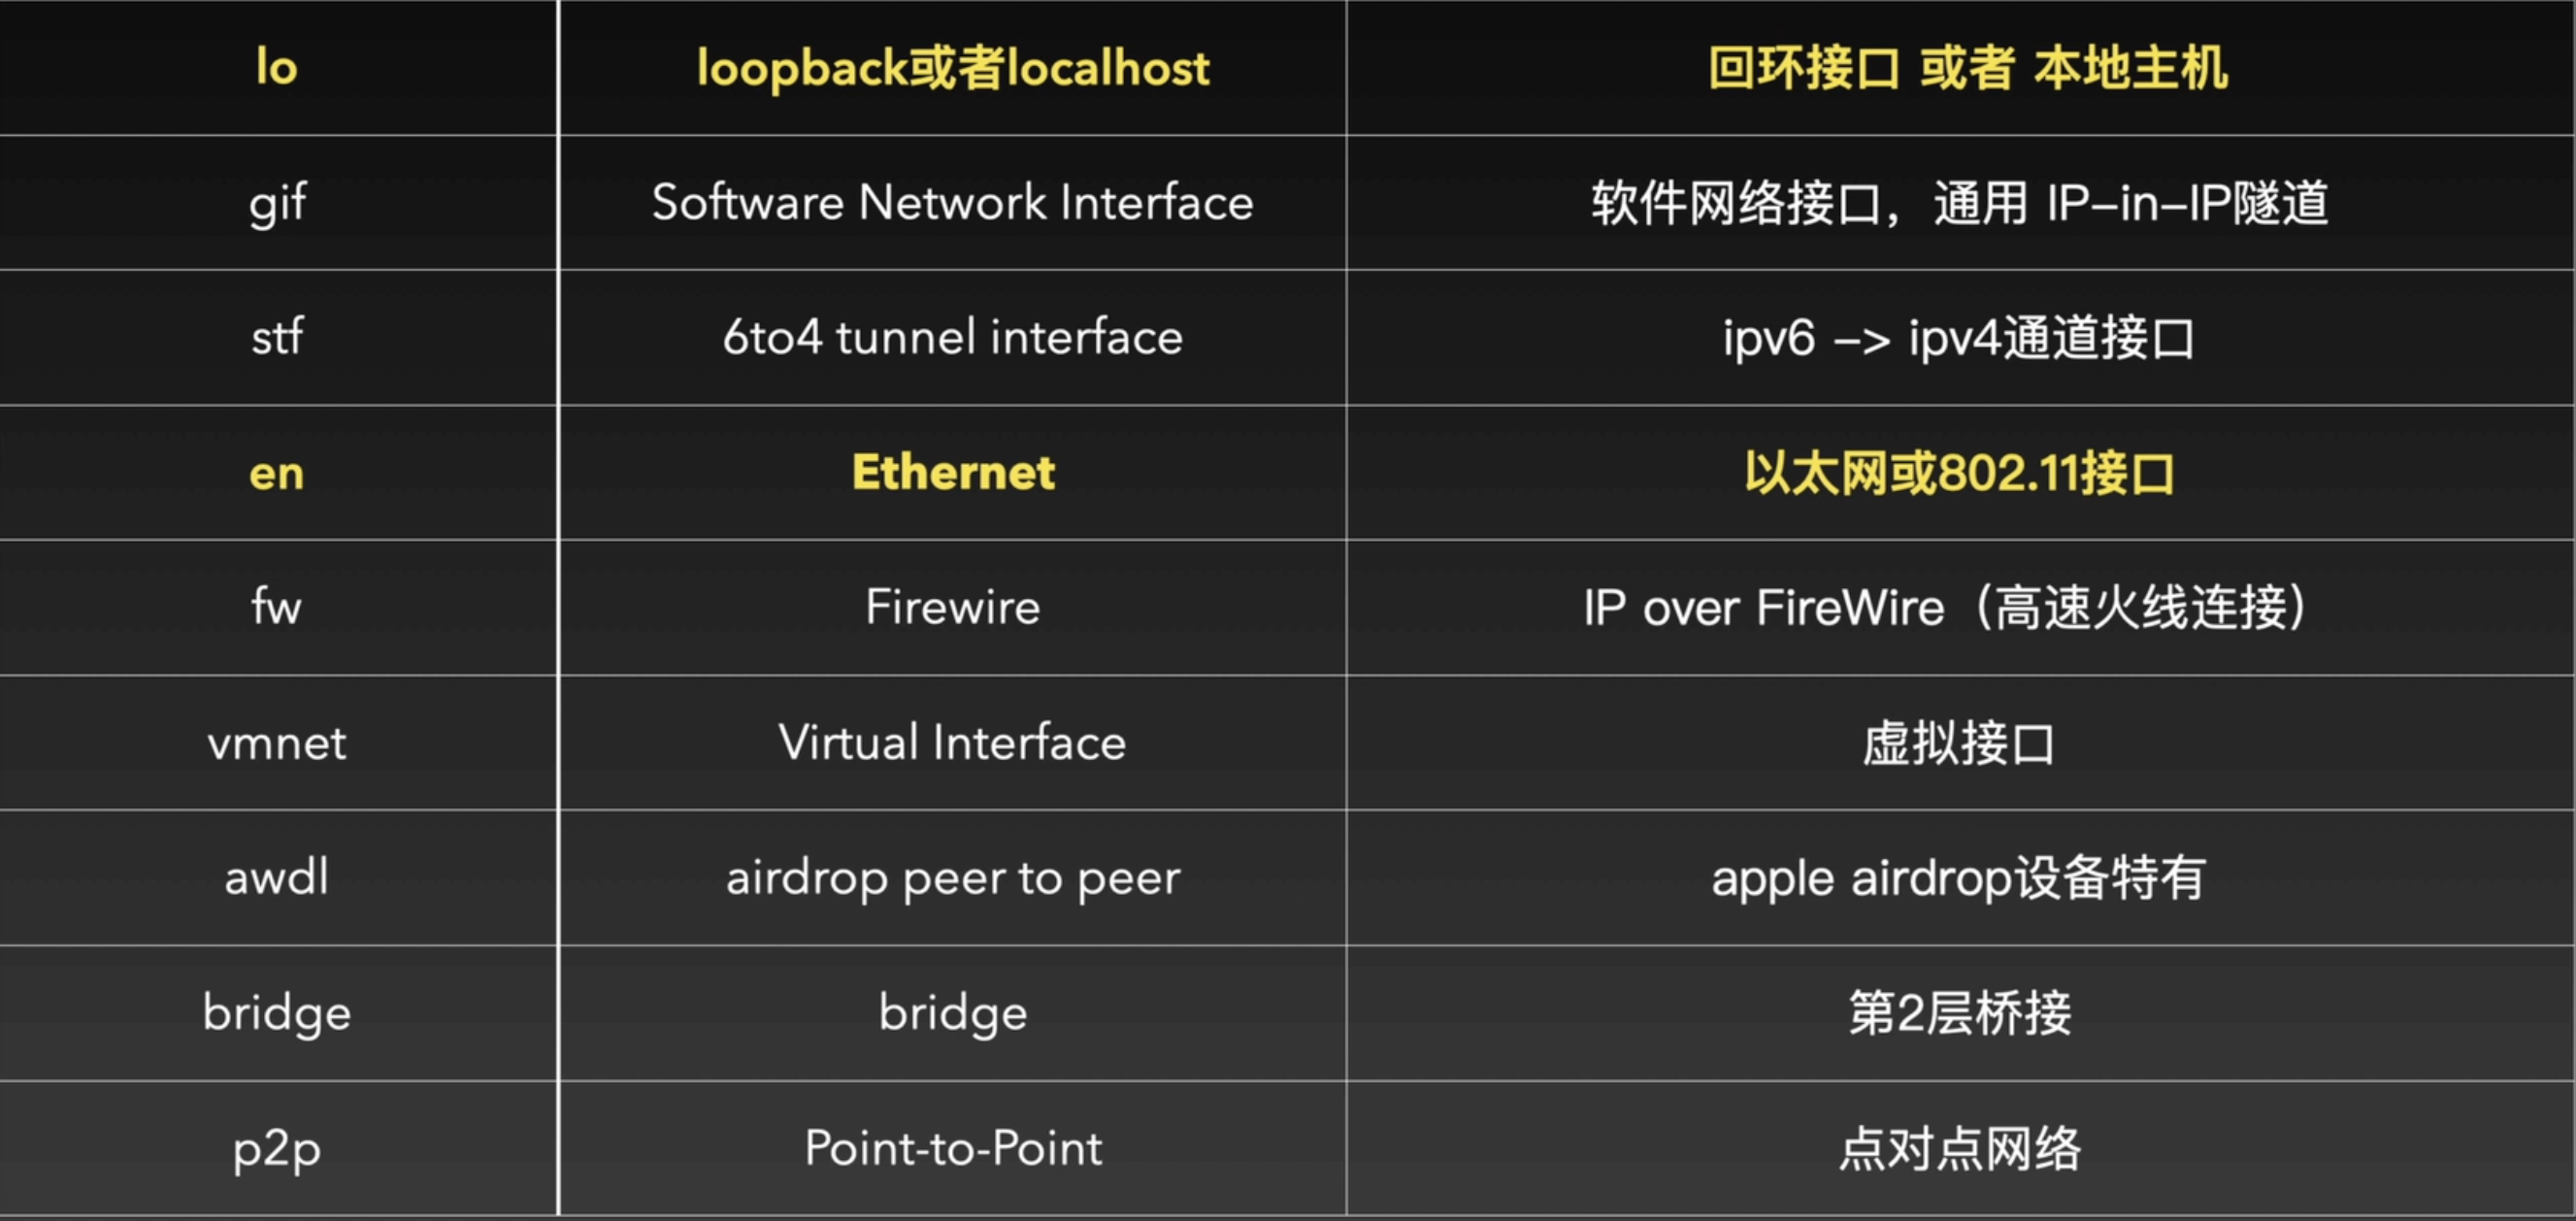 lo loopback或者localhost 回环接口 或者 本地主机
gif Software Network Interface 软件网络接口，通用 IP-in-IP隧道
stf 6to4 tunnel interface ipv6 -> ipv4通道接口
en Ethernet 以太网或802.11接口
fw Firewire IP over FireWire（高速火线连接）
vmnet Virtual Interface 虚拟接口
awdl airdrop peer to peer apple airdrop设备特有
bridge bridge 第2层桥接
p2p Point-to-Point 点对点网络